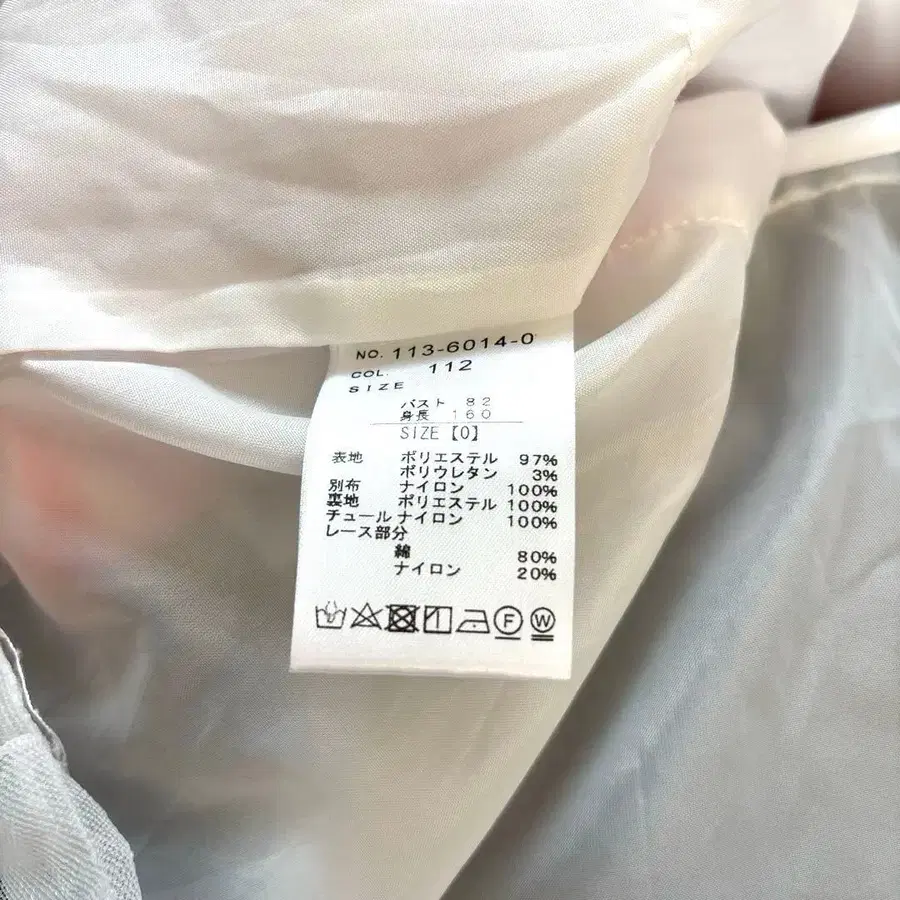 NO. 113-6014-0
COL. 112
SIZE
バスト 82
身長 160
SIZE【0】
表地 ポリエステル 97%
ポリウレタン 3%
別布 ナイロン 100%
裏地 ポリエステル 100%
チュール ナイロン 100%
レース部分
綿 80%
ナイロン 20%
F W